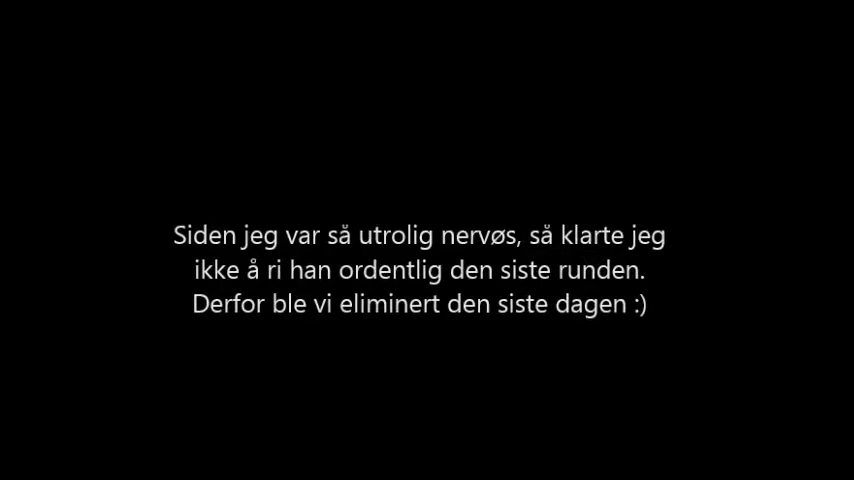 Siden jeg var så utrolig nervøs, så klarte jeg
ikke å ri han ordentlig den siste runden.
Derfor ble vi eliminert den siste dagen :)